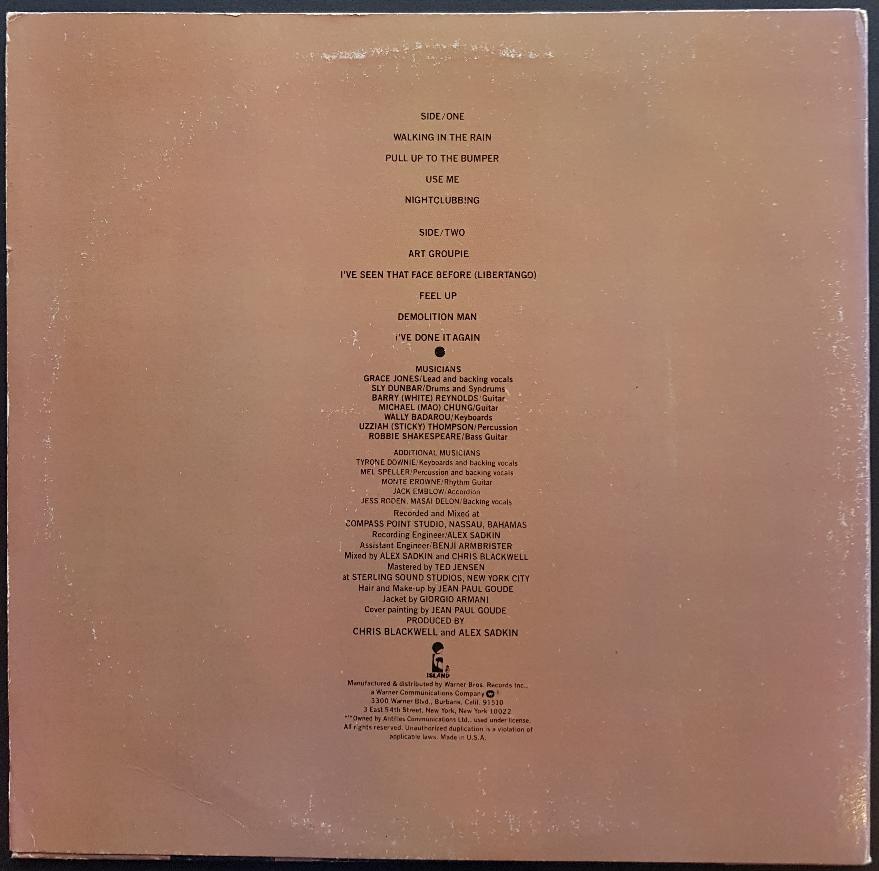 SIDE/ONE
WALKING IN THE RAIN
PULL UP TO THE BUMPER
USE ME
NIGHTCLUBBING
SIDE/TWO
ART GROUPIE
I'VE SEEN THAT FACE BEFORE (LIBERTANGO)
FEEL UP
DEMOLITION MAN
I'VE DONE IT AGAIN
MUSICIANS
GRACE JONES/Lead and backing vocals
SLY DUNBAR/Drums and Syndrums
BARRY (WHITE) REYNOLDS/Guitar
MICHAEL (MAO) CHUNG/Guitar
WALLY BADAROU/Keyboards
UZZIAH (STICKY) THOMPSON/Percussion
ROBBIE SHAKESPEARE/Bass Guitar
ADDITIONAL MUSICIANS
TYRONE DOWNIE/Keyboards and backing vocals
MEL SPELLER/Percussion and backing vocals
MONTE BROWNE/Rhythm Guitar
JACK EMBLOW/Accordion
JESS RODEN, MASAI DELON/Backing vocals
Recorded and Mixed at
COMPASS POINT STUDIO, NASSAU, BAHAMAS
Recording Engineer/ALEX SADKIN
Assistant Engineer/BENJI ARMBRISTER
Mixed by ALEX SADKIN and CHRIS BLACKWELL
Mastered by TED JENSEN
at STERLING SOUND STUDIOS, NEW YORK CITY
Hair and Make-up by JEAN PAUL GOUDE
Jacket by GIORGIO ARMANI
Cover painting by JEAN PAUL GOUDE
PRODUCED BY
CHRIS BLACKWELL and ALEX SADKIN
ISLAND
Manufactured & distributed by Warner Bros. Records Inc.,
a Warner Communications Company
3300 Warner Blvd., Burbank, Calif. 91510
3 East 54th Street, New York, New York 10022
Owned by Antilles Communications Ltd., used under license.
All rights reserved. Unauthorized duplication is a violation of
applicable laws. Made in U.S.A.